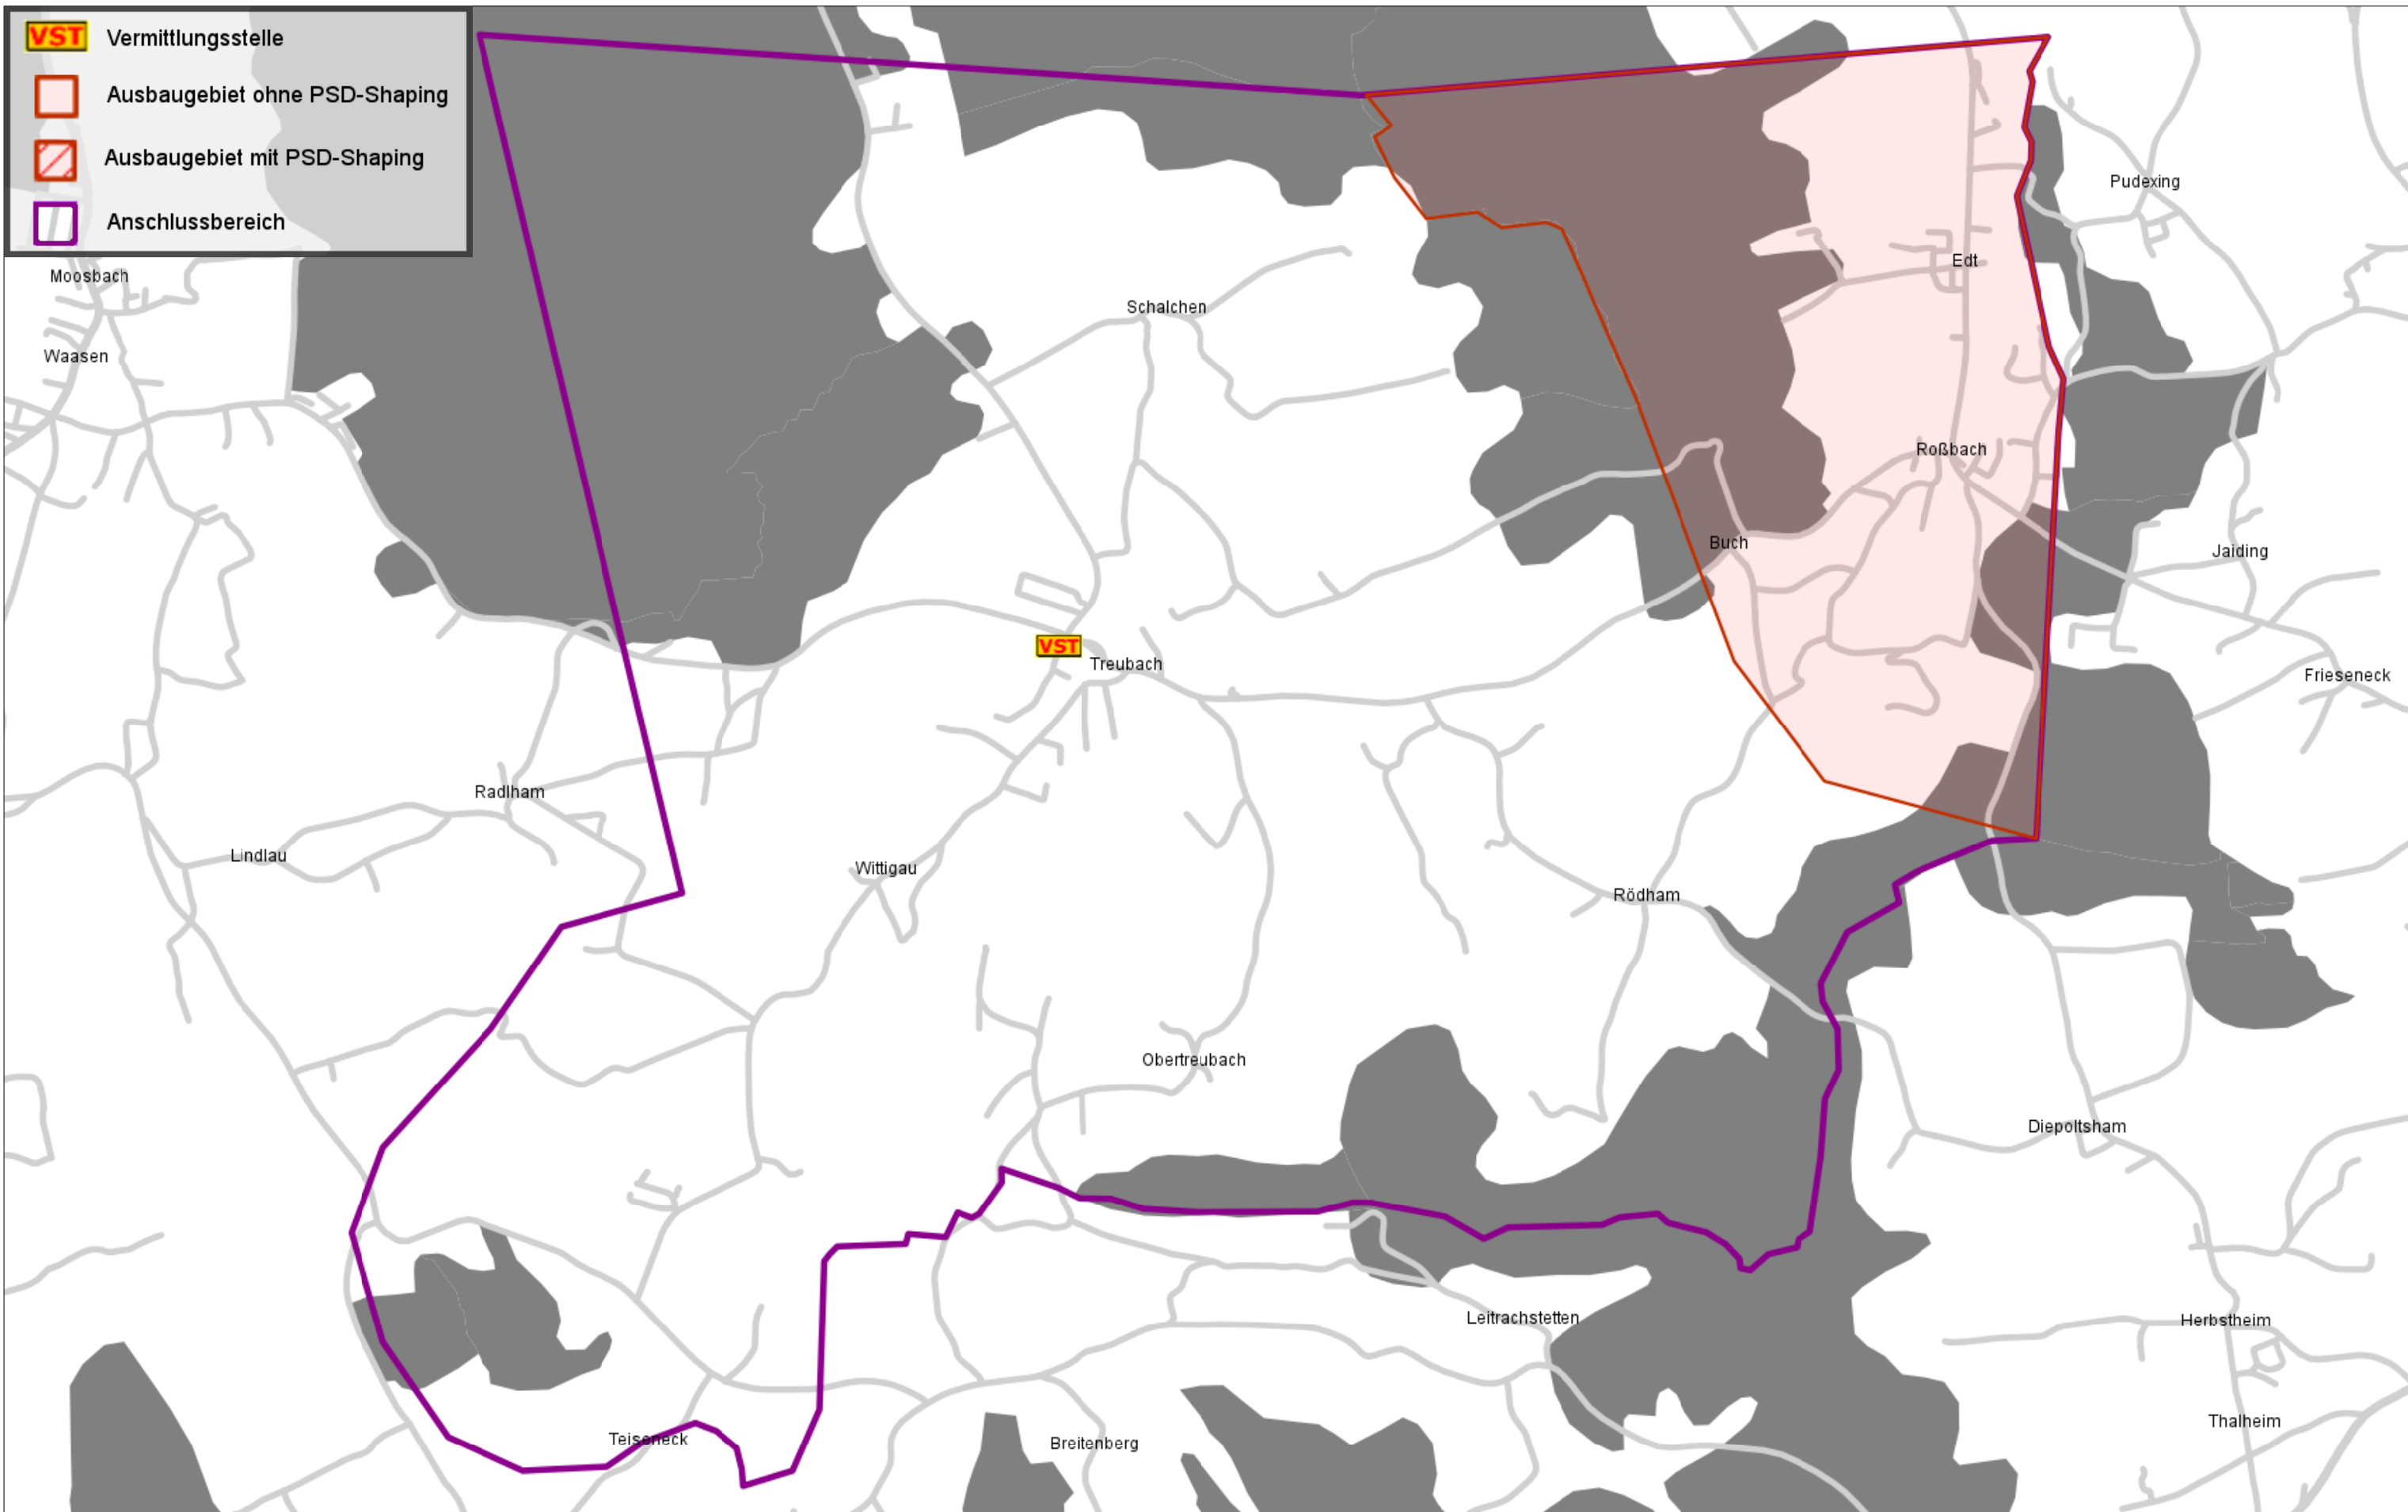 VST Vermittlungsstelle
Ausbaugebiet ohne PSD-Shaping
Ausbaugebiet mit PSD-Shaping
Anschlussbereich
Pudexing
Edt
Moosbach
Schalchen
Waasen
Roßbach
Buch
Jaiding
VST
Treubach
Frieseneck
Radlham
Lindlau
Wittigau
Rödham
Obertreubach
Diepoltsham
Leitrachstetten
Herbstheim
Thalheim
Teiseneck
Breitenberg